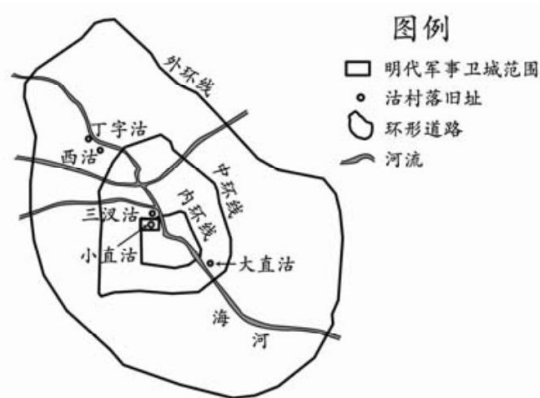 图例
明代军事卫城范围
沽村落旧址
环形道路
河流
外环线
丁字沽
西沽
中环线
内环线
三汊沽
小直沽
大直沽
海河